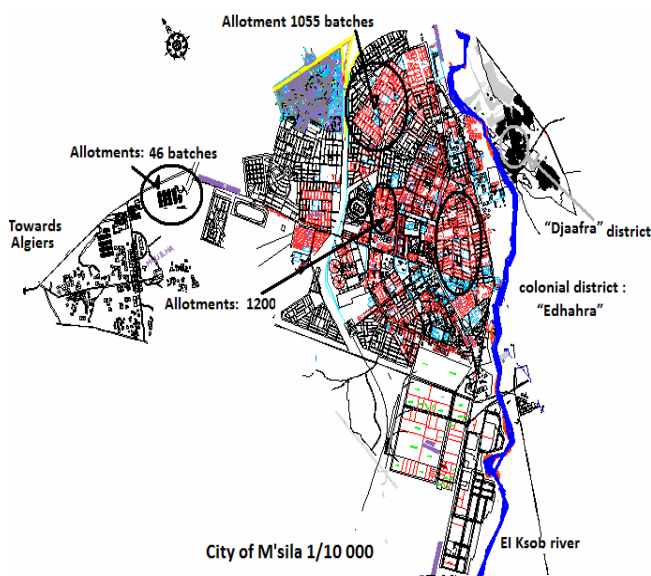 Allotment 1055 batches
Allotments: 46 batches
Towards
Algiers
"Djaafra" district
colonial district :
"Edhahra"
Allotments: 1200
El Ksob river
City of M'sila 1/10 000